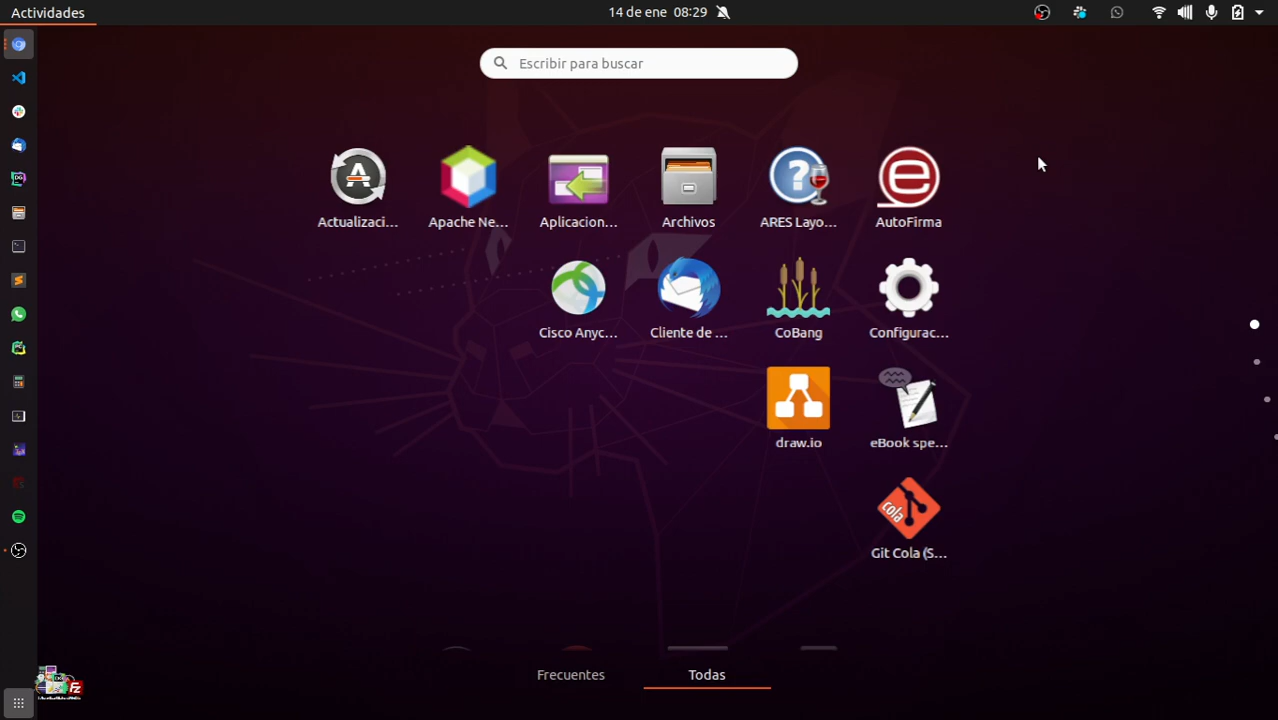 Actividades
14 de ene 08:29
Escribir para buscar
Actualizaci...
Apache Ne...
Aplicacion...
Archivos
ARES Layo...
AutoFirma
Cisco Anyc...
Cliente de ...
CoBang
Configurac...
draw.io
eBook spe...
cola
Git Cola (S...
Frecuentes
Todas